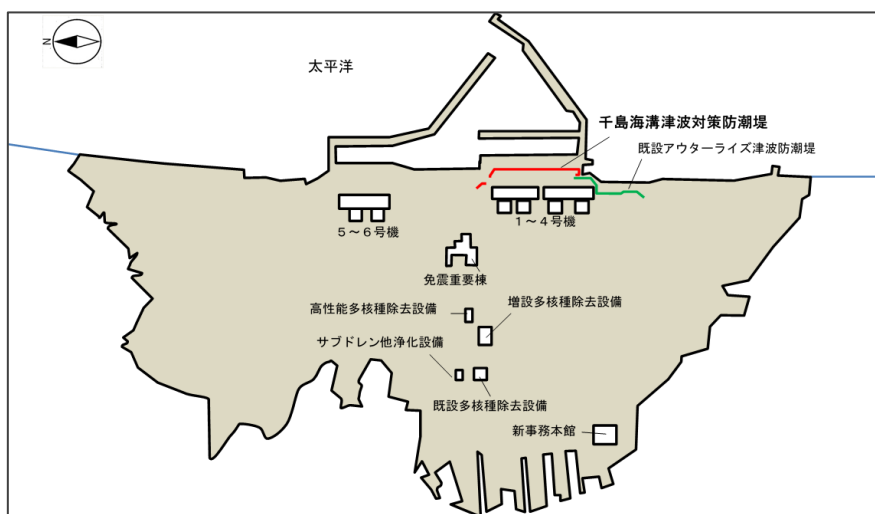 N
太平洋
千島海溝津波対策防潮堤
既設アウターライズ津波防潮堤
５～６号機
１～４号機
免震重要棟
高性能多核種除去設備
増設多核種除去設備
サブドレン他浄化設備
既設多核種除去設備
新事務本館